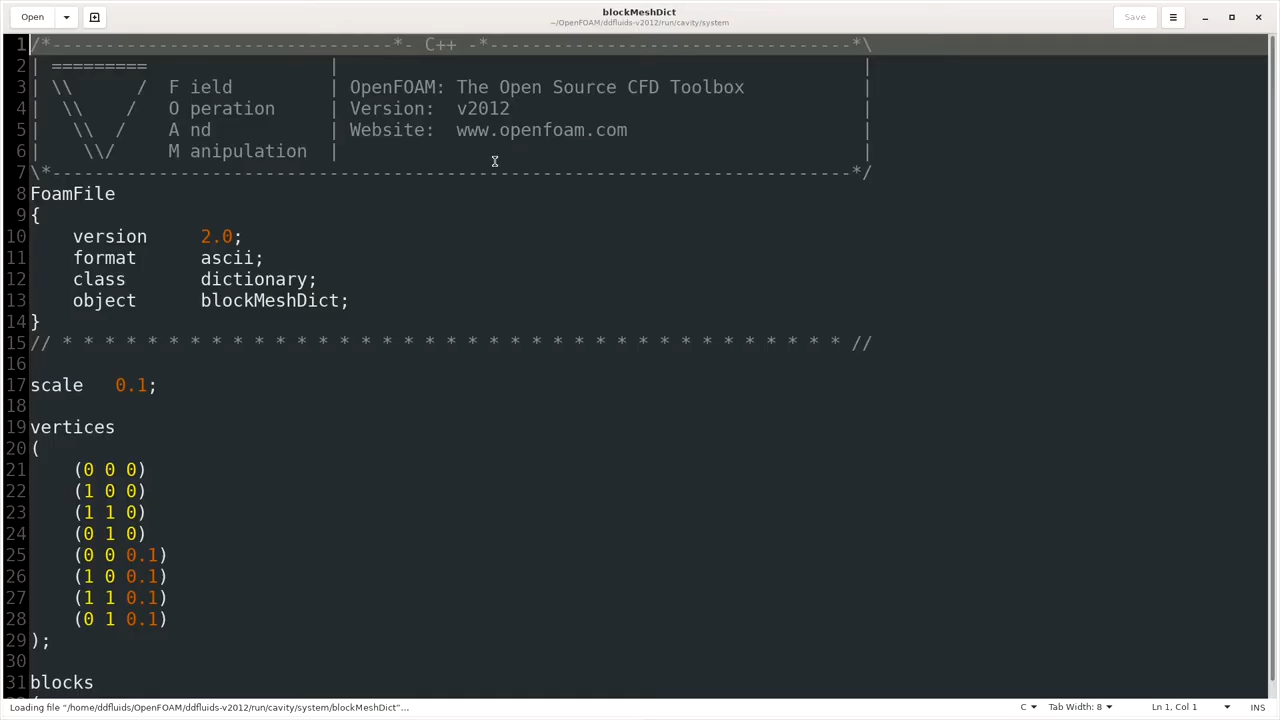 Open
blockMeshDict
~/OpenFOAM/ddfluids-v2012/run/cavity/system
Save
1 /*--------------------------------*- C++ -*----------------------------------*\
2 | =========                 |                                                 |
3 | \\      /  F ield         | OpenFOAM: The Open Source CFD Toolbox           |
4 |  \\    /   O peration     | Version:  v2012                                 |
5 |   \\  /    A nd           | Website:  www.openfoam.com                      |
6 |    \\/     M anipulation  |                                                 |
7 \*---------------------------------------------------------------------------*/
8 FoamFile
9 {
10     version     2.0;
11     format      ascii;
12     class       dictionary;
13     object      blockMeshDict;
14 }
15 // * * * * * * * * * * * * * * * * * * * * * * * * * * * * * * * * * * * * * //
16
17 scale   0.1;
18
19 vertices
20 (
21     (0 0 0)
22     (1 0 0)
23     (1 1 0)
24     (0 1 0)
25     (0 0 0.1)
26     (1 0 0.1)
27     (1 1 0.1)
28     (0 1 0.1)
29 );
30
31 blocks
Loading file “/home/ddfluids/OpenFOAM/ddfluids-v2012/run/cavity/system/blockMeshDict”… C Tab Width: 8 Ln 1, Col 1 INS